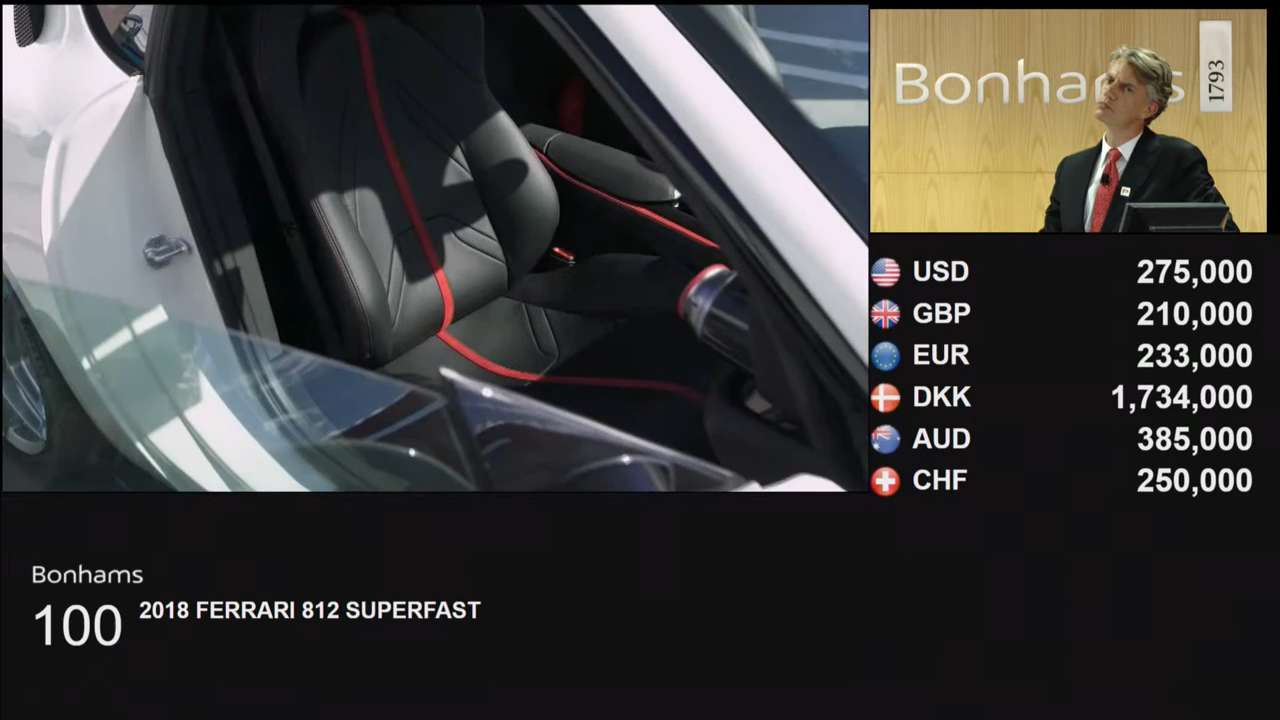 Bonhams
1793
USD 275,000
GBP 210,000
EUR 233,000
DKK 1,734,000
AUD 385,000
CHF 250,000
Bonhams
100 2018 FERRARI 812 SUPERFAST